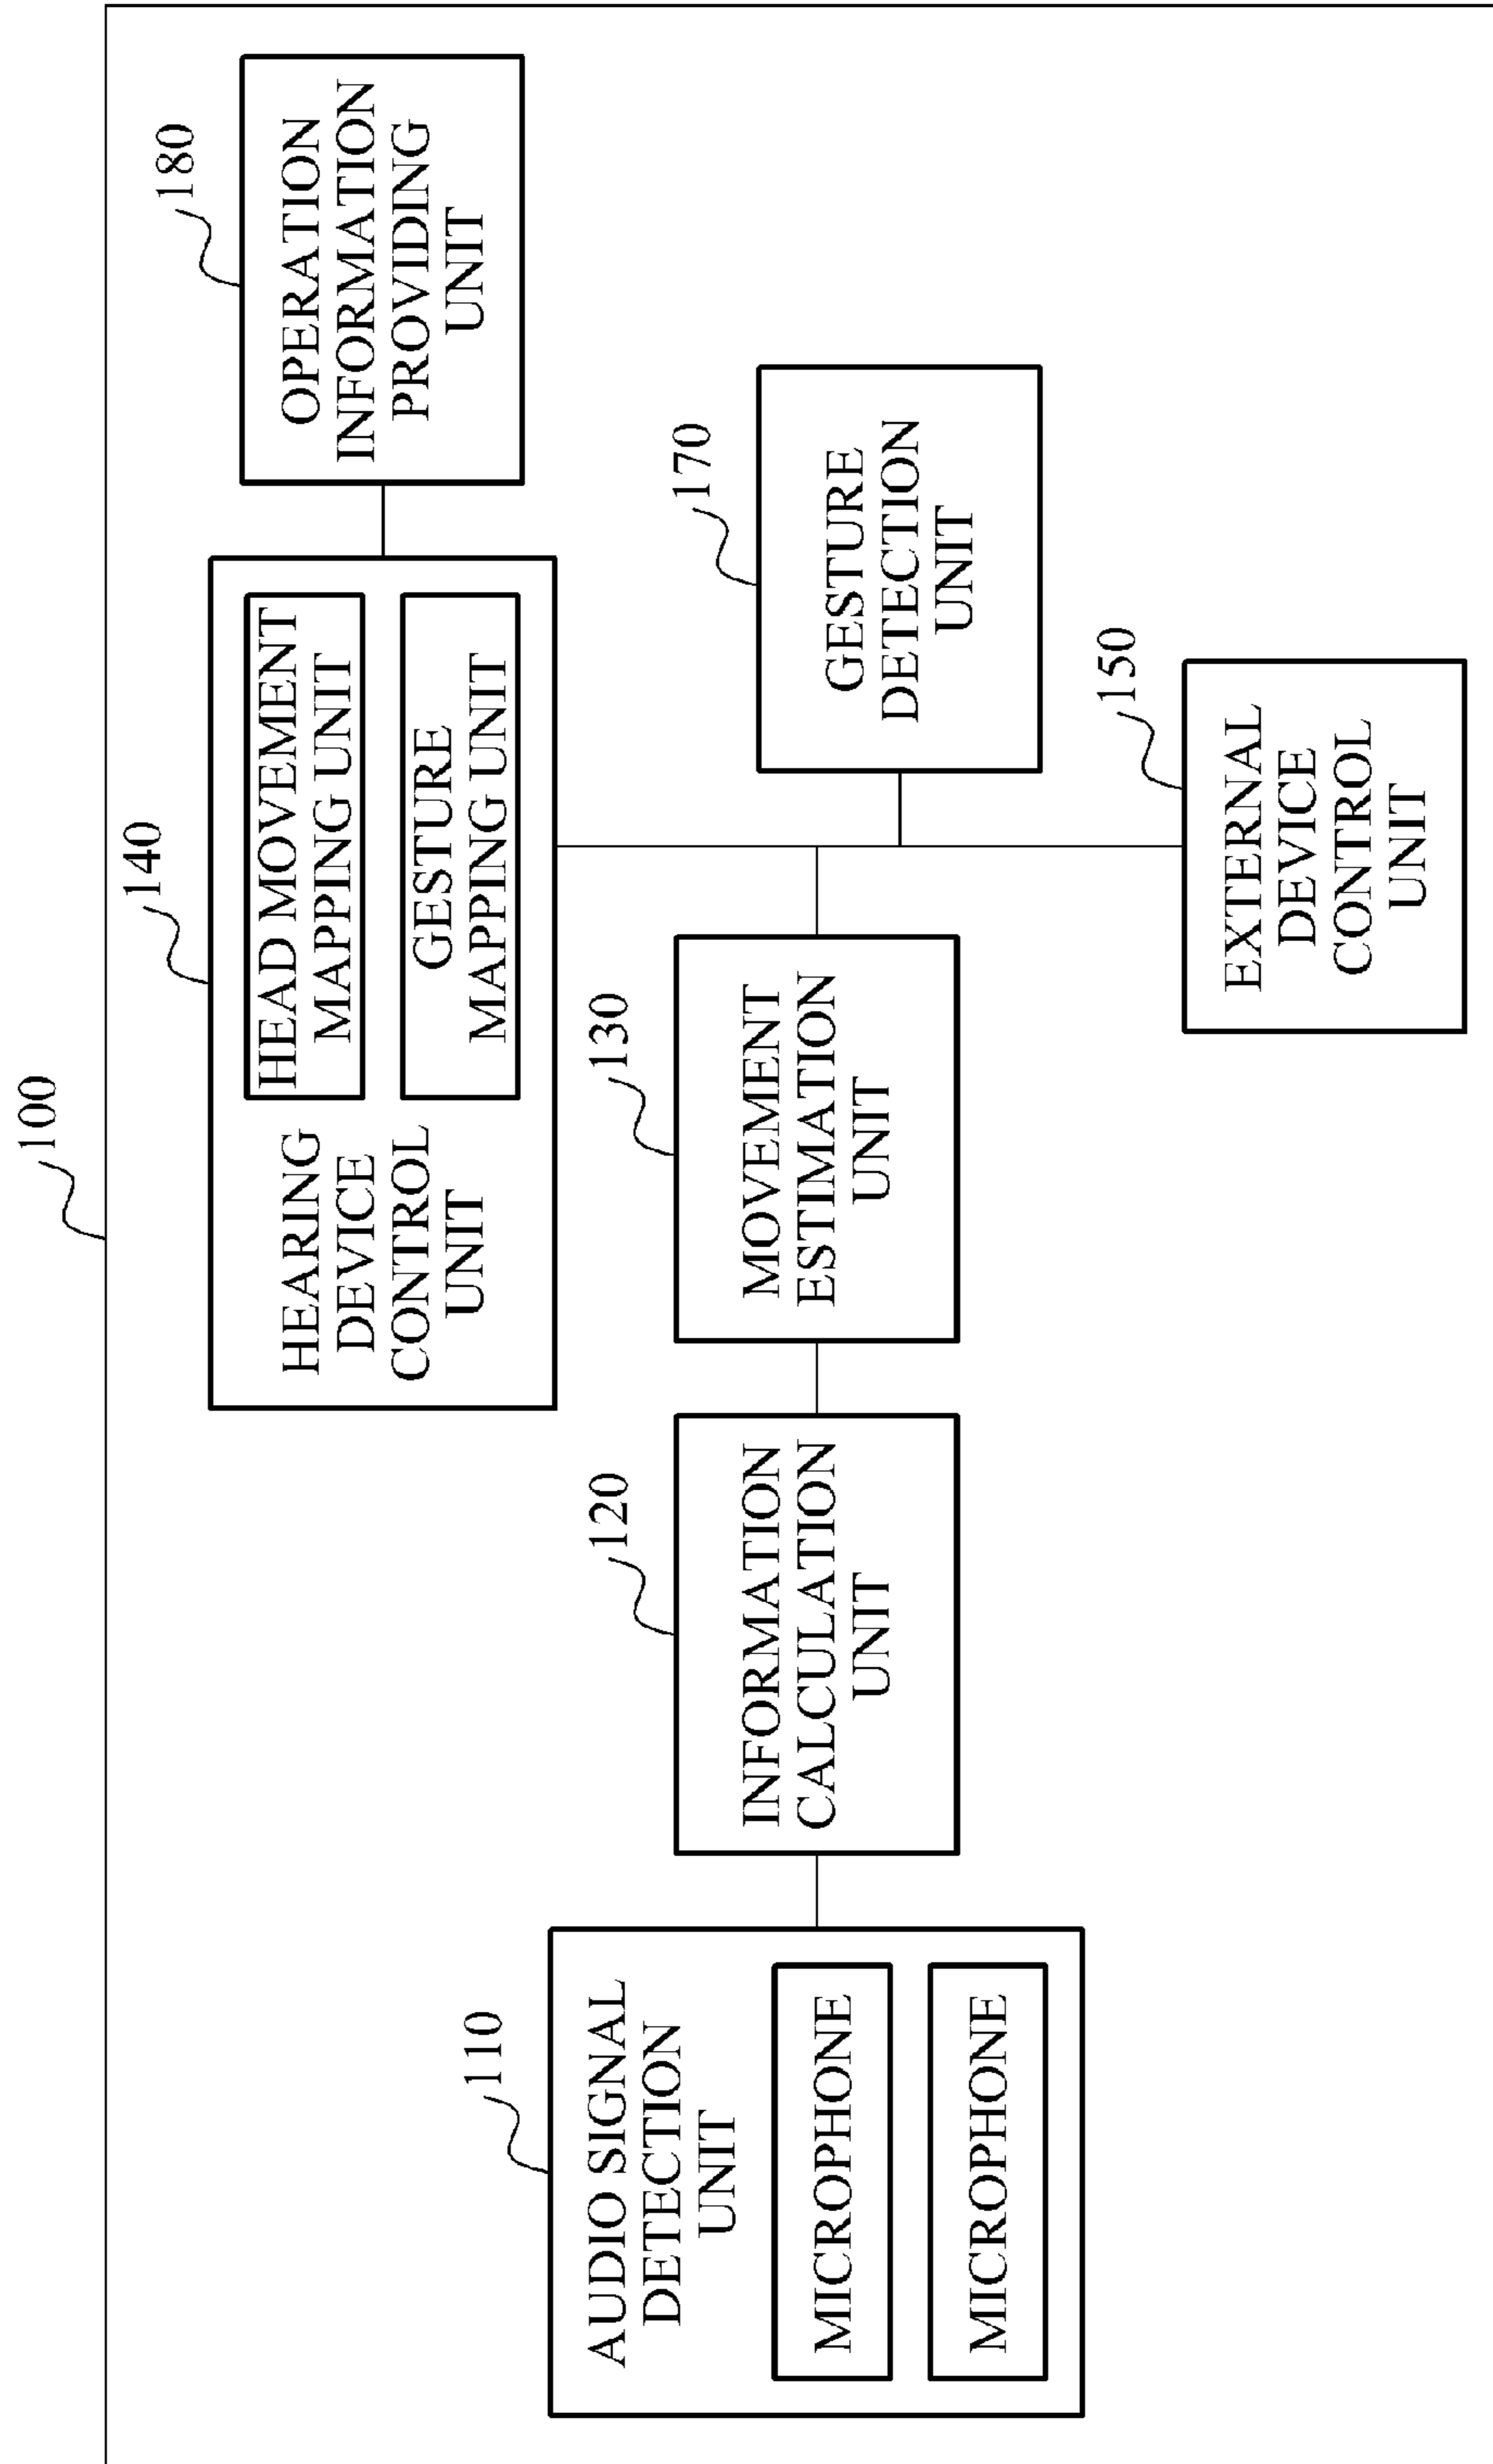 100
140
HEARING
DEVICE
CONTROL
UNIT
HEAD MOVEMENT
MAPPING UNIT
GESTURE
MAPPING UNIT
180
OPERATION
INFORMATION
PROVIDING
UNIT
110
AUDIO SIGNAL
DETECTION
UNIT
MICROPHONE
MICROPHONE
120
INFORMATION
CALCULATION
UNIT
130
MOVEMENT
ESTIMATION
UNIT
170
GESTURE
DETECTION
UNIT
150
EXTERNAL
DEVICE
CONTROL
UNIT